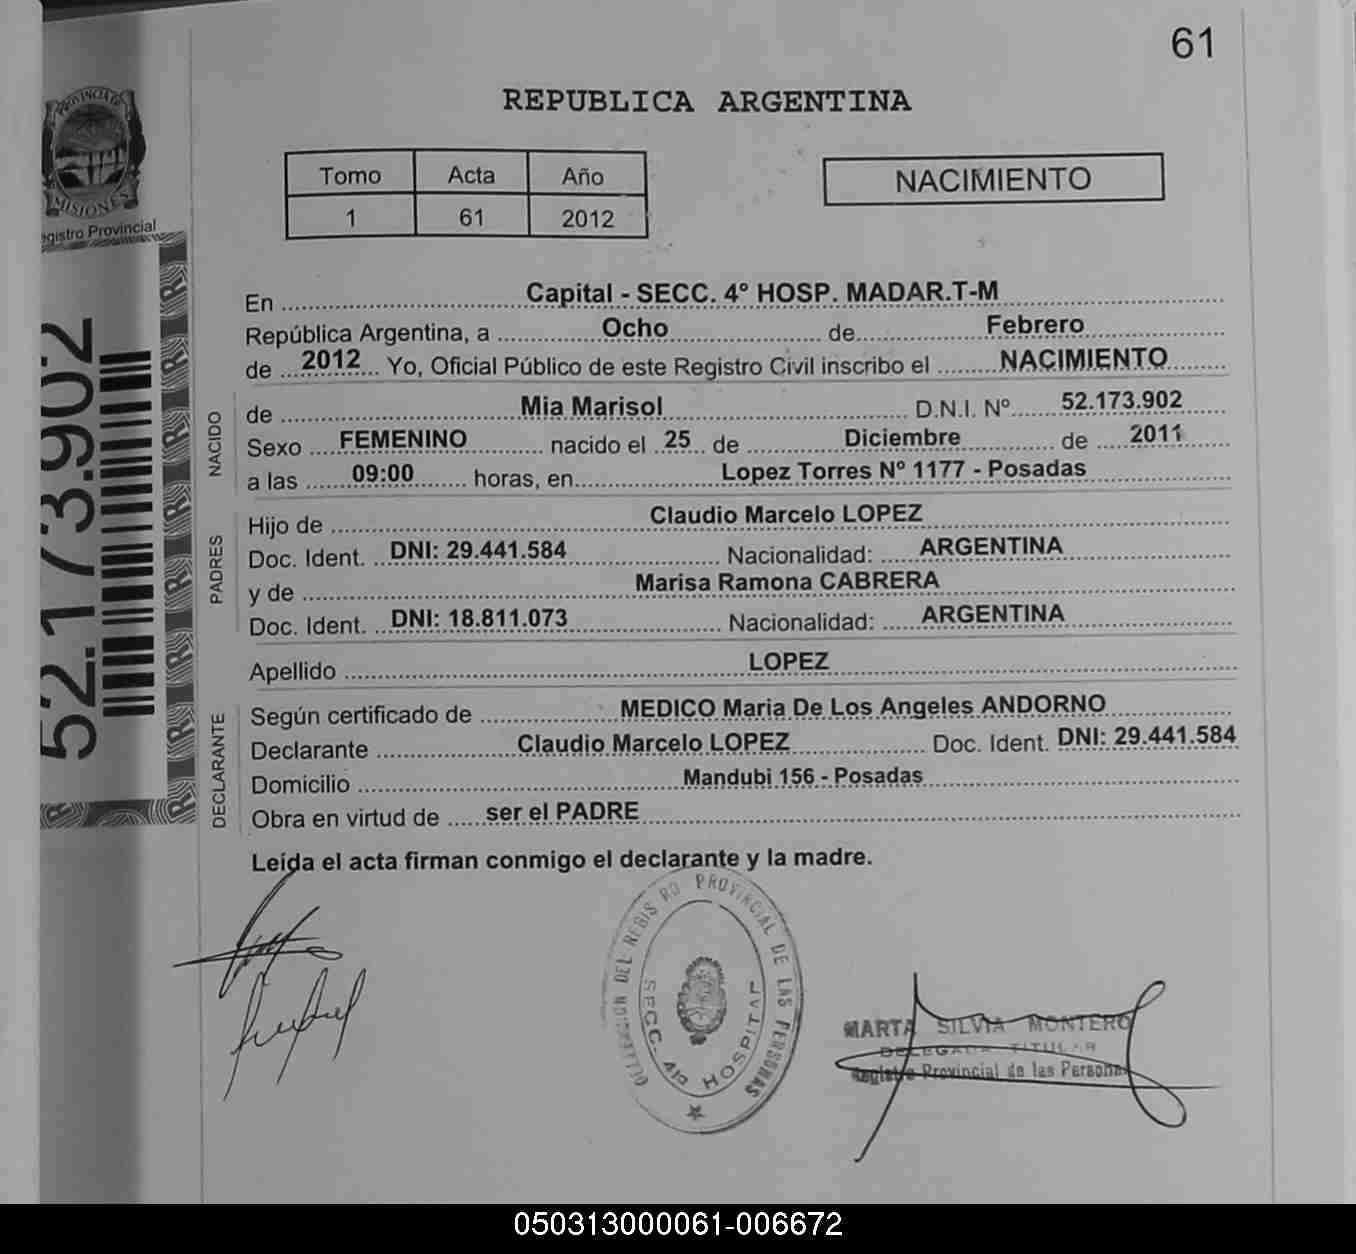 61
REPUBLICA ARGENTINA
PROVINCIA DE
MISIONES
Registro Provincial
52.173.902
Tomo Acta Año
1 61 2012
NACIMIENTO
En Capital - SECC. 4° HOSP. MADAR.T-M
República Argentina, a Ocho de Febrero
de 2012 Yo, Oficial Público de este Registro Civil inscribo el NACIMIENTO
NACIDO
de Mia Marisol D.N.I. Nº 52.173.902
Sexo FEMENINO nacido el 25 de Diciembre de 2011
a las 09:00 horas, en Lopez Torres Nº 1177 - Posadas
PADRES
Hijo de Claudio Marcelo LOPEZ
Doc. Ident. DNI: 29.441.584 Nacionalidad: ARGENTINA
y de Marisa Ramona CABRERA
Doc. Ident. DNI: 18.811.073 Nacionalidad: ARGENTINA
Apellido LOPEZ
DECLARANTE
Según certificado de MEDICO Maria De Los Angeles ANDORNO
Declarante Claudio Marcelo LOPEZ Doc. Ident. DNI: 29.441.584
Domicilio Mandubi 156 - Posadas
Obra en virtud de ser el PADRE
Leída el acta firman conmigo el declarante y la madre.
DELEGACION DEL REGISTRO PROVINCIAL DE LAS PERSONAS
SECC. 4ta HOSPITAL
MARTA SILVIA MONTERO
DELEGADA TITULAR
Registro Provincial de las Personas
050313000061-006672